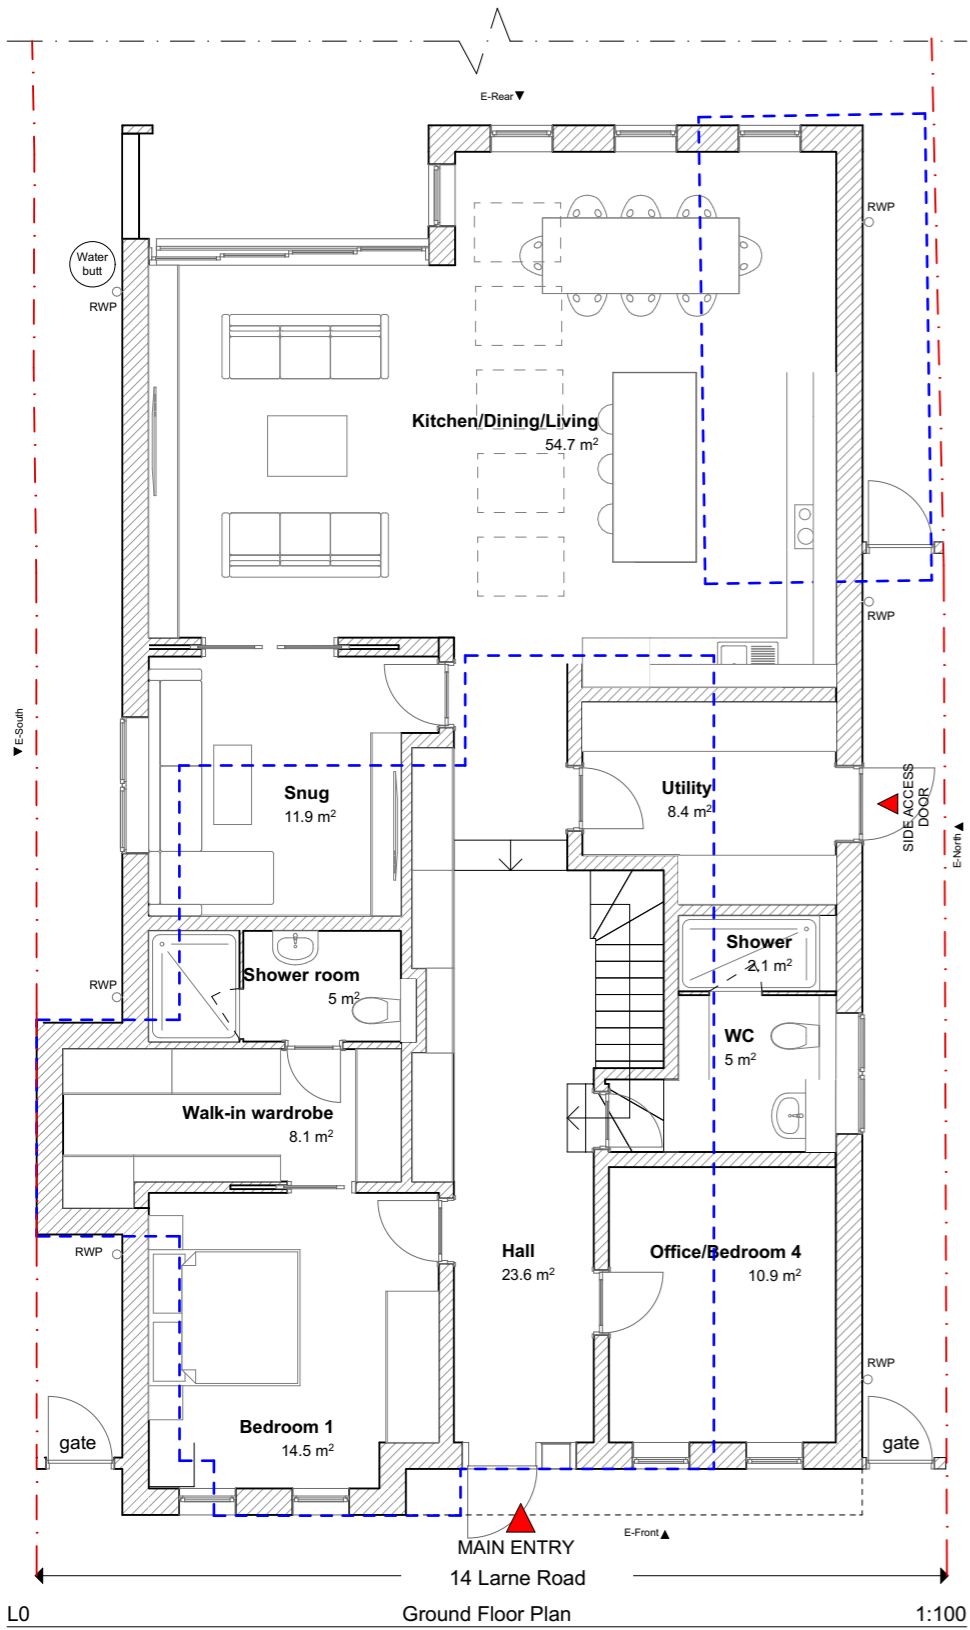 E-Rear
RWP
Water
butt
RWP
Kitchen/Dining/Living
54.7 m²
RWP
E-South
Snug
11.9 m²
Utility
8.4 m²
SIDE ACCESS
DOOR
E-North
Shower
2.1 m²
Shower room
5 m²
RWP
WC
5 m²
Walk-in wardrobe
8.1 m²
RWP
Hall
23.6 m²
Office/Bedroom 4
10.9 m²
RWP
Bedroom 1
14.5 m²
gate
gate
E-Front
MAIN ENTRY
14 Larne Road
L0
Ground Floor Plan
1:100